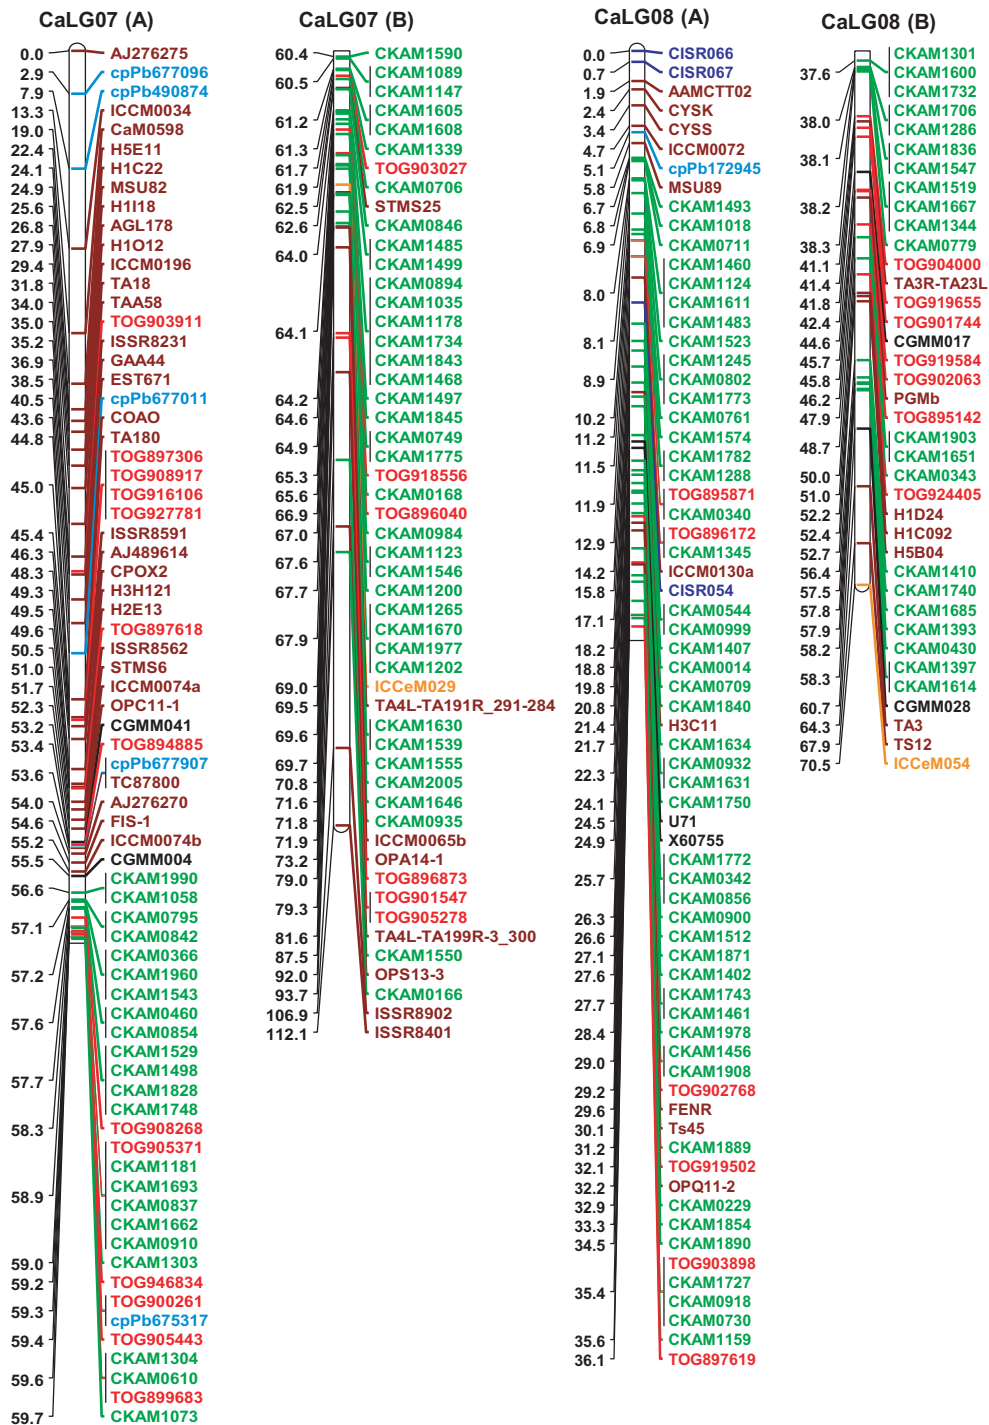 CaLG07 (A)
0.0 AJ276275
2.9 cpPb677096
7.9 cpPb490874
13.3 ICCM0034
19.0 CaM0598
22.4 H5E11
24.1 H1C22
24.9 MSU82
25.6 H1I18
26.8 AGL178
27.9 H1O12
29.4 ICCM0196
31.8 TA18
34.0 TAA58
35.0 TOG903911
35.2 ISSR8231
36.9 GAA44
38.5 EST671
40.5 cpPb677011
43.6 COAO
44.8 TA180
TOG897306
TOG908917
45.0 TOG916106
TOG927781
45.4 ISSR8591
46.3 AJ489614
48.3 CPOX2
49.3 H3H121
49.5 H2E13
49.6 TOG897618
50.5 ISSR8562
51.0 STMS6
51.7 ICCM0074a
52.3 OPC11-1
53.2 CGMM041
53.4 TOG894885
cpPb677907
53.6 TC87800
54.0 AJ276270
54.6 FIS-1
55.2 ICCM0074b
55.5 CGMM004
CKAM1990
56.6 CKAM1058
CKAM0795
57.1 CKAM0842
CKAM0366
57.2 CKAM1960
CKAM1543
57.6 CKAM0460
CKAM0854
CKAM1529
CKAM1498
57.7 CKAM1828
CKAM1748
58.3 TOG908268
TOG905371
CKAM1181
CKAM1693
58.9 CKAM0837
CKAM1662
CKAM0910
59.0 CKAM1303
59.2 TOG946834
TOG900261
59.3 cpPb675317
59.4 TOG905443
CKAM1304
59.6 CKAM0610
TOG899683
59.7 CKAM1073
CaLG07 (B)
60.4 CKAM1590
CKAM1089
60.5 CKAM1147
CKAM1605
61.2 CKAM1608
61.3 CKAM1339
61.7 TOG903027
61.9 CKAM0706
62.5 STMS25
62.6 CKAM0846
CKAM1485
64.0 CKAM1499
CKAM0894
CKAM1035
CKAM1178
64.1 CKAM1734
CKAM1843
CKAM1468
64.2 CKAM1497
64.6 CKAM1845
CKAM0749
64.9 CKAM1775
65.3 TOG918556
65.6 CKAM0168
66.9 TOG896040
67.0 CKAM0984
CKAM1123
67.6 CKAM1546
67.7 CKAM1200
CKAM1265
CKAM1670
67.9 CKAM1977
CKAM1202
69.0 ICCeM029
69.5 TA4L-TA191R_291-284
CKAM1630
69.6 CKAM1539
69.7 CKAM1555
70.8 CKAM2005
71.6 CKAM1646
71.8 CKAM0935
71.9 ICCM0065b
73.2 OPA14-1
79.0 TOG896873
TOG901547
79.3 TOG905278
81.6 TA4L-TA199R-3_300
87.5 CKAM1550
92.0 OPS13-3
93.7 CKAM0166
106.9 ISSR8902
112.1 ISSR8401
CaLG08 (A)
0.0 CISR066
0.7 CISR067
1.9 AAMCTT02
2.4 CYSK
3.4 CYSS
4.7 ICCM0072
5.1 cpPb172945
5.8 MSU89
6.7 CKAM1493
6.8 CKAM1018
6.9 CKAM0711
CKAM1460
CKAM1124
8.0 CKAM1611
CKAM1483
8.1 CKAM1523
CKAM1245
8.9 CKAM0802
CKAM1773
10.2 CKAM0761
11.2 CKAM1574
CKAM1782
11.5 CKAM1288
TOG895871
11.9 CKAM0340
TOG896172
12.9 CKAM1345
14.2 ICCM0130a
15.8 CISR054
CKAM0544
17.1 CKAM0999
18.2 CKAM1407
18.8 CKAM0014
19.8 CKAM0709
20.8 CKAM1840
21.4 H3C11
21.7 CKAM1634
CKAM0932
22.3 CKAM1631
24.1 CKAM1750
24.5 U71
24.9 X60755
CKAM1772
25.7 CKAM0342
CKAM0856
26.3 CKAM0900
26.6 CKAM1512
27.1 CKAM1871
27.6 CKAM1402
CKAM1743
27.7 CKAM1461
28.4 CKAM1978
CKAM1456
29.0 CKAM1908
29.2 TOG902768
29.6 FENR
30.1 Ts45
31.2 CKAM1889
32.1 TOG919502
32.2 OPQ11-2
32.9 CKAM0229
33.3 CKAM1854
34.5 CKAM1890
TOG903898
CKAM1727
35.4 CKAM0918
CKAM0730
35.6 CKAM1159
36.1 TOG897619
CaLG08 (B)
CKAM1301
37.6 CKAM1600
CKAM1732
CKAM1706
38.0 CKAM1286
CKAM1836
38.1 CKAM1547
CKAM1519
38.2 CKAM1667
CKAM1344
38.3 CKAM0779
41.1 TOG904000
41.4 TA3R-TA23L
41.8 TOG919655
42.4 TOG901744
44.6 CGMM017
45.7 TOG919584
45.8 TOG902063
46.2 PGMb
47.9 TOG895142
CKAM1903
48.7 CKAM1651
50.0 CKAM0343
51.0 TOG924405
52.2 H1D24
52.4 H1C092
52.7 H5B04
56.4 CKAM1410
57.5 CKAM1740
57.8 CKAM1685
57.9 CKAM1393
58.2 CKAM0430
CKAM1397
58.3 CKAM1614
60.7 CGMM028
64.3 TA3
67.9 TS12
70.5 ICCeM054